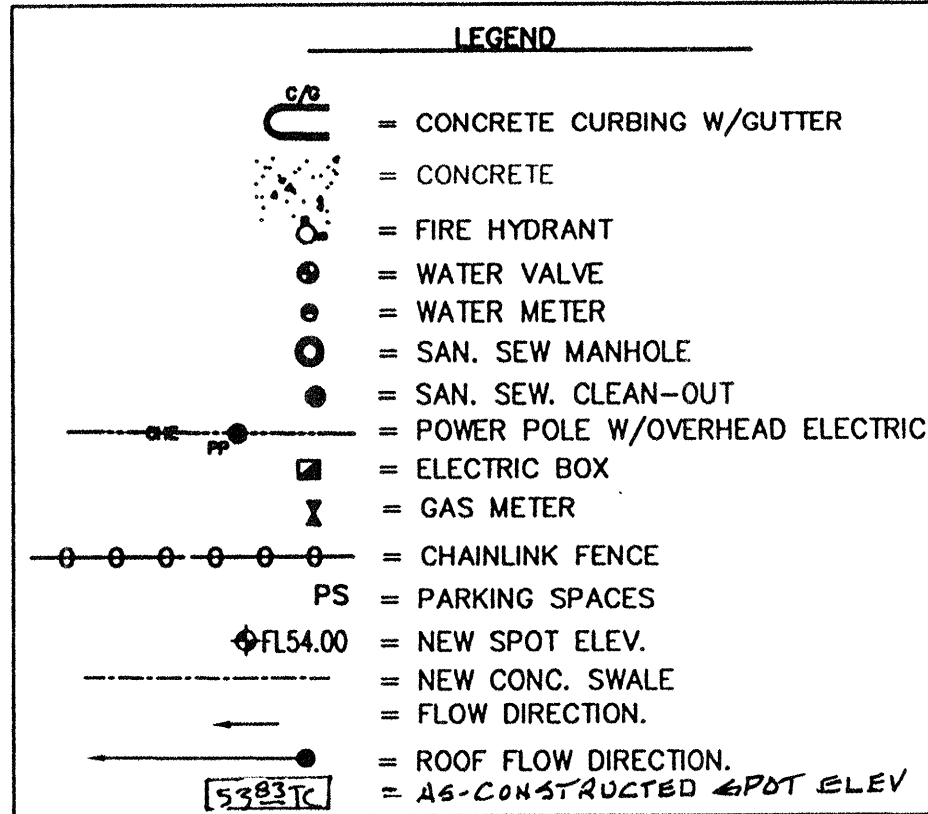 LEGEND
C/G = CONCRETE CURBING W/GUTTER
= CONCRETE
= FIRE HYDRANT
= WATER VALVE
= WATER METER
= SAN. SEW MANHOLE
= SAN. SEW. CLEAN-OUT
OHE PP = POWER POLE W/OVERHEAD ELECTRIC
= ELECTRIC BOX
= GAS METER
= CHAINLINK FENCE
PS = PARKING SPACES
FL54.00 = NEW SPOT ELEV.
= NEW CONC. SWALE
= FLOW DIRECTION.
= ROOF FLOW DIRECTION.
5383TC = AS-CONSTRUCTED SPOT ELEV